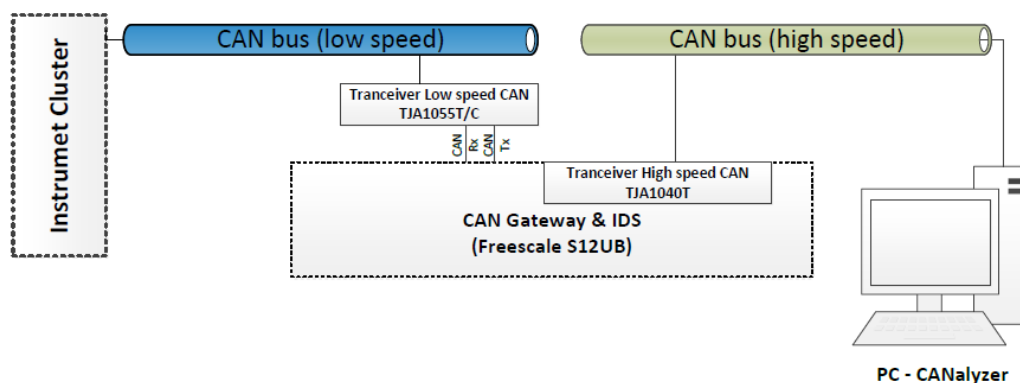 Instrumet Cluster
CAN bus (low speed)
CAN bus (high speed)
Tranceiver Low speed CAN
TJA1055T/C
CAN
Rx
CAN
Tx
Tranceiver High speed CAN
TJA1040T
CAN Gateway & IDS
(Freescale S12UB)
PC - CANalyzer